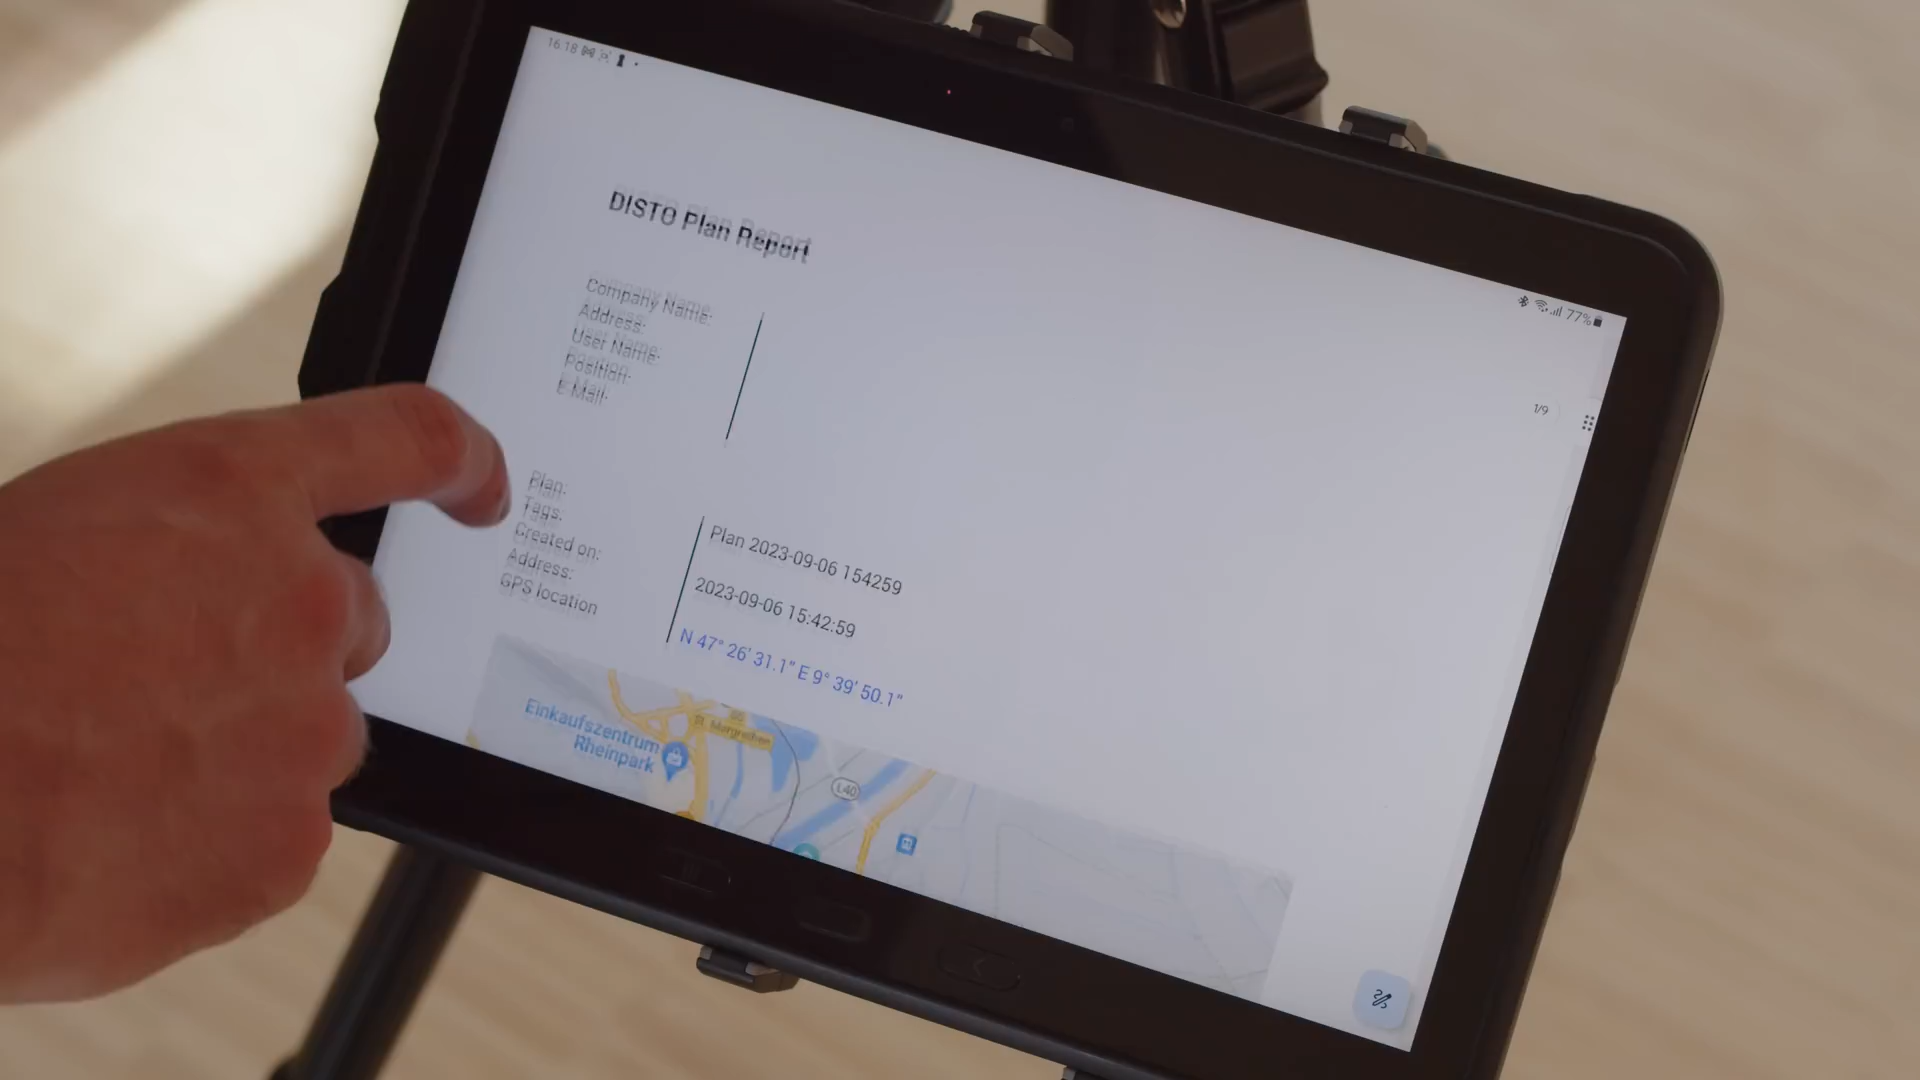 16:18
77%
DISTO Plan Report
1/9
Company Name:
Address:
User Name:
Position:
E-Mail:
Plan:
Plan 2023-09-06 154259
Tags:
Created on:
2023-09-06 15:42:59
Address:
GPS location
N 47° 26' 31.1" E 9° 39' 50.1"
Einkaufszentrum
Rheinpark
St. Margrethen
L40